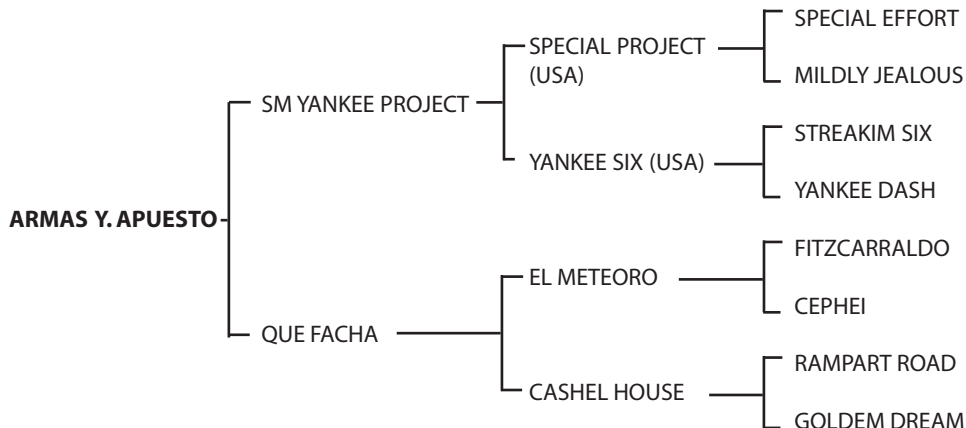 SPECIAL EFFORT
SPECIAL PROJECT
(USA)
MILDLY JEALOUS
SM YANKEE PROJECT
STREAKIM SIX
YANKEE SIX (USA)
YANKEE DASH
ARMAS Y. APUESTO
FITZCARRALDO
EL METEORO
CEPHEI
QUE FACHA
RAMPART ROAD
CASHEL HOUSE
GOLDEM DREAM